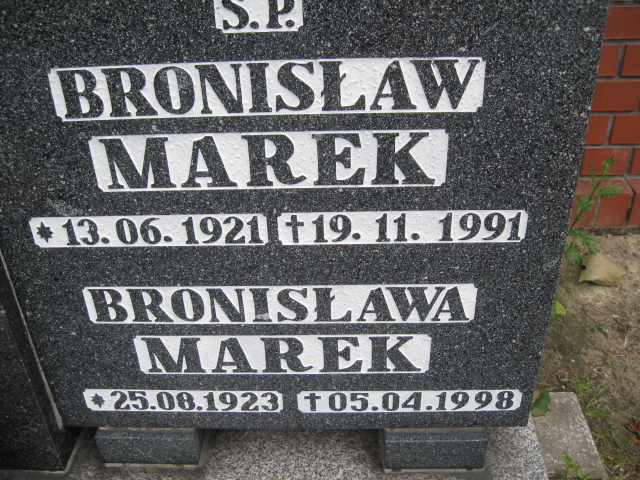 S.P.
BRONISŁAW
MAREK
* 13.06.1921 † 19.11.1991
BRONISŁAWA
MAREK
* 25.08.1923 † 05.04.1998